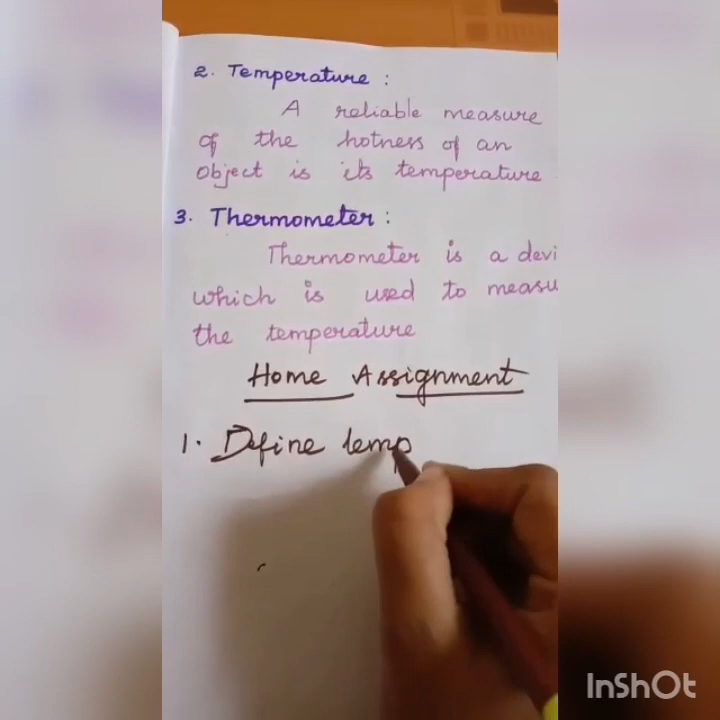 2. Temperature :
A reliable measure
of the hotness of an
object is its temperature
3. Thermometer :
Thermometer is a devi
which is used to measu
the temperature
Home Assignment
1. Define temp
InShOt